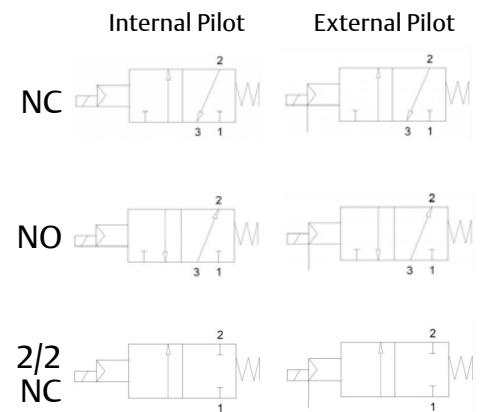 Internal Pilot External Pilot
2 2
NC
3 1 3 1
2 2
NO
3 1 3 1
2/2
NC
2 2
1 1